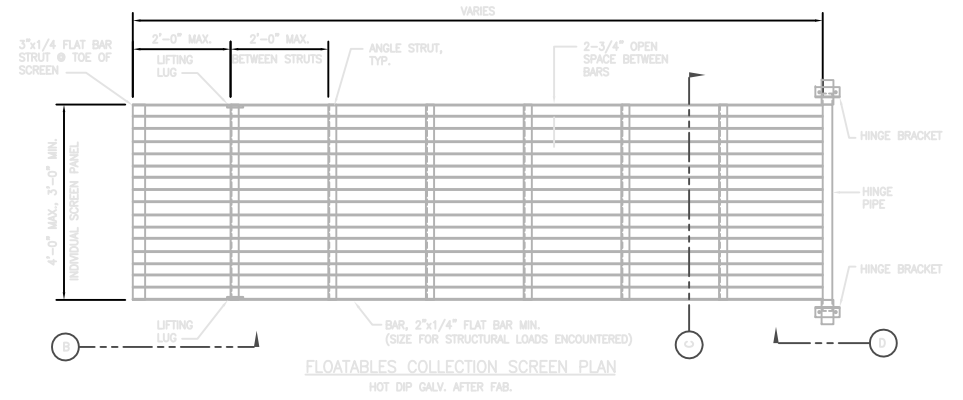 VARIES
3"x1/4 FLAT BAR
STRUT @ TOE OF
SCREEN
2'-0" MAX.
LIFTING
LUG
2'-0" MAX.
BETWEEN STRUTS
ANGLE STRUT,
TYP.
2-3/4" OPEN
SPACE BETWEEN
BARS
HINGE BRACKET
4'-0" MAX., 3'-0" MIN.
INDIVIDUAL SCREEN PANEL
HINGE
PIPE
HINGE BRACKET
LIFTING
LUG
BAR, 2"x1/4" FLAT BAR MIN.
(SIZE FOR STRUCTURAL LOADS ENCOUNTERED)
B
C
D
FLOATABLES COLLECTION SCREEN PLAN
HOT DIP GALV. AFTER FAB.